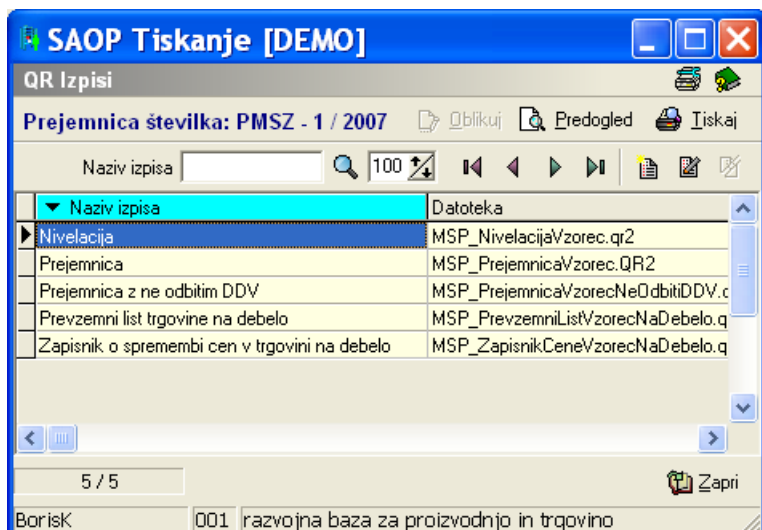 SAOP Tiskanje [DEMO]
QR Izpisi
Prejemnica številka: PMSZ - 1 / 2007 Oblikuj Predogled Tiskaj
Naziv izpisa 100
Naziv izpisa Datoteka
Nivelacija MSP_NivelacijaVzorec.qr2
Prejemnica MSP_PrejemnicaVzorec.QR2
Prejemnica z ne odbitim DDV MSP_PrejemnicaVzorecNeOdbitiDDV.
Prevzemni list trgovine na debelo MSP_PrevzemniListVzorecNaDebelo.q
Zapisnik o spremembi cen v trgovini na debelo MSP_ZapisnikCeneVzorecNaDebelo.q
5 / 5 Zapri
BorisK 001 razvojna baza za proizvodnjo in trgovino